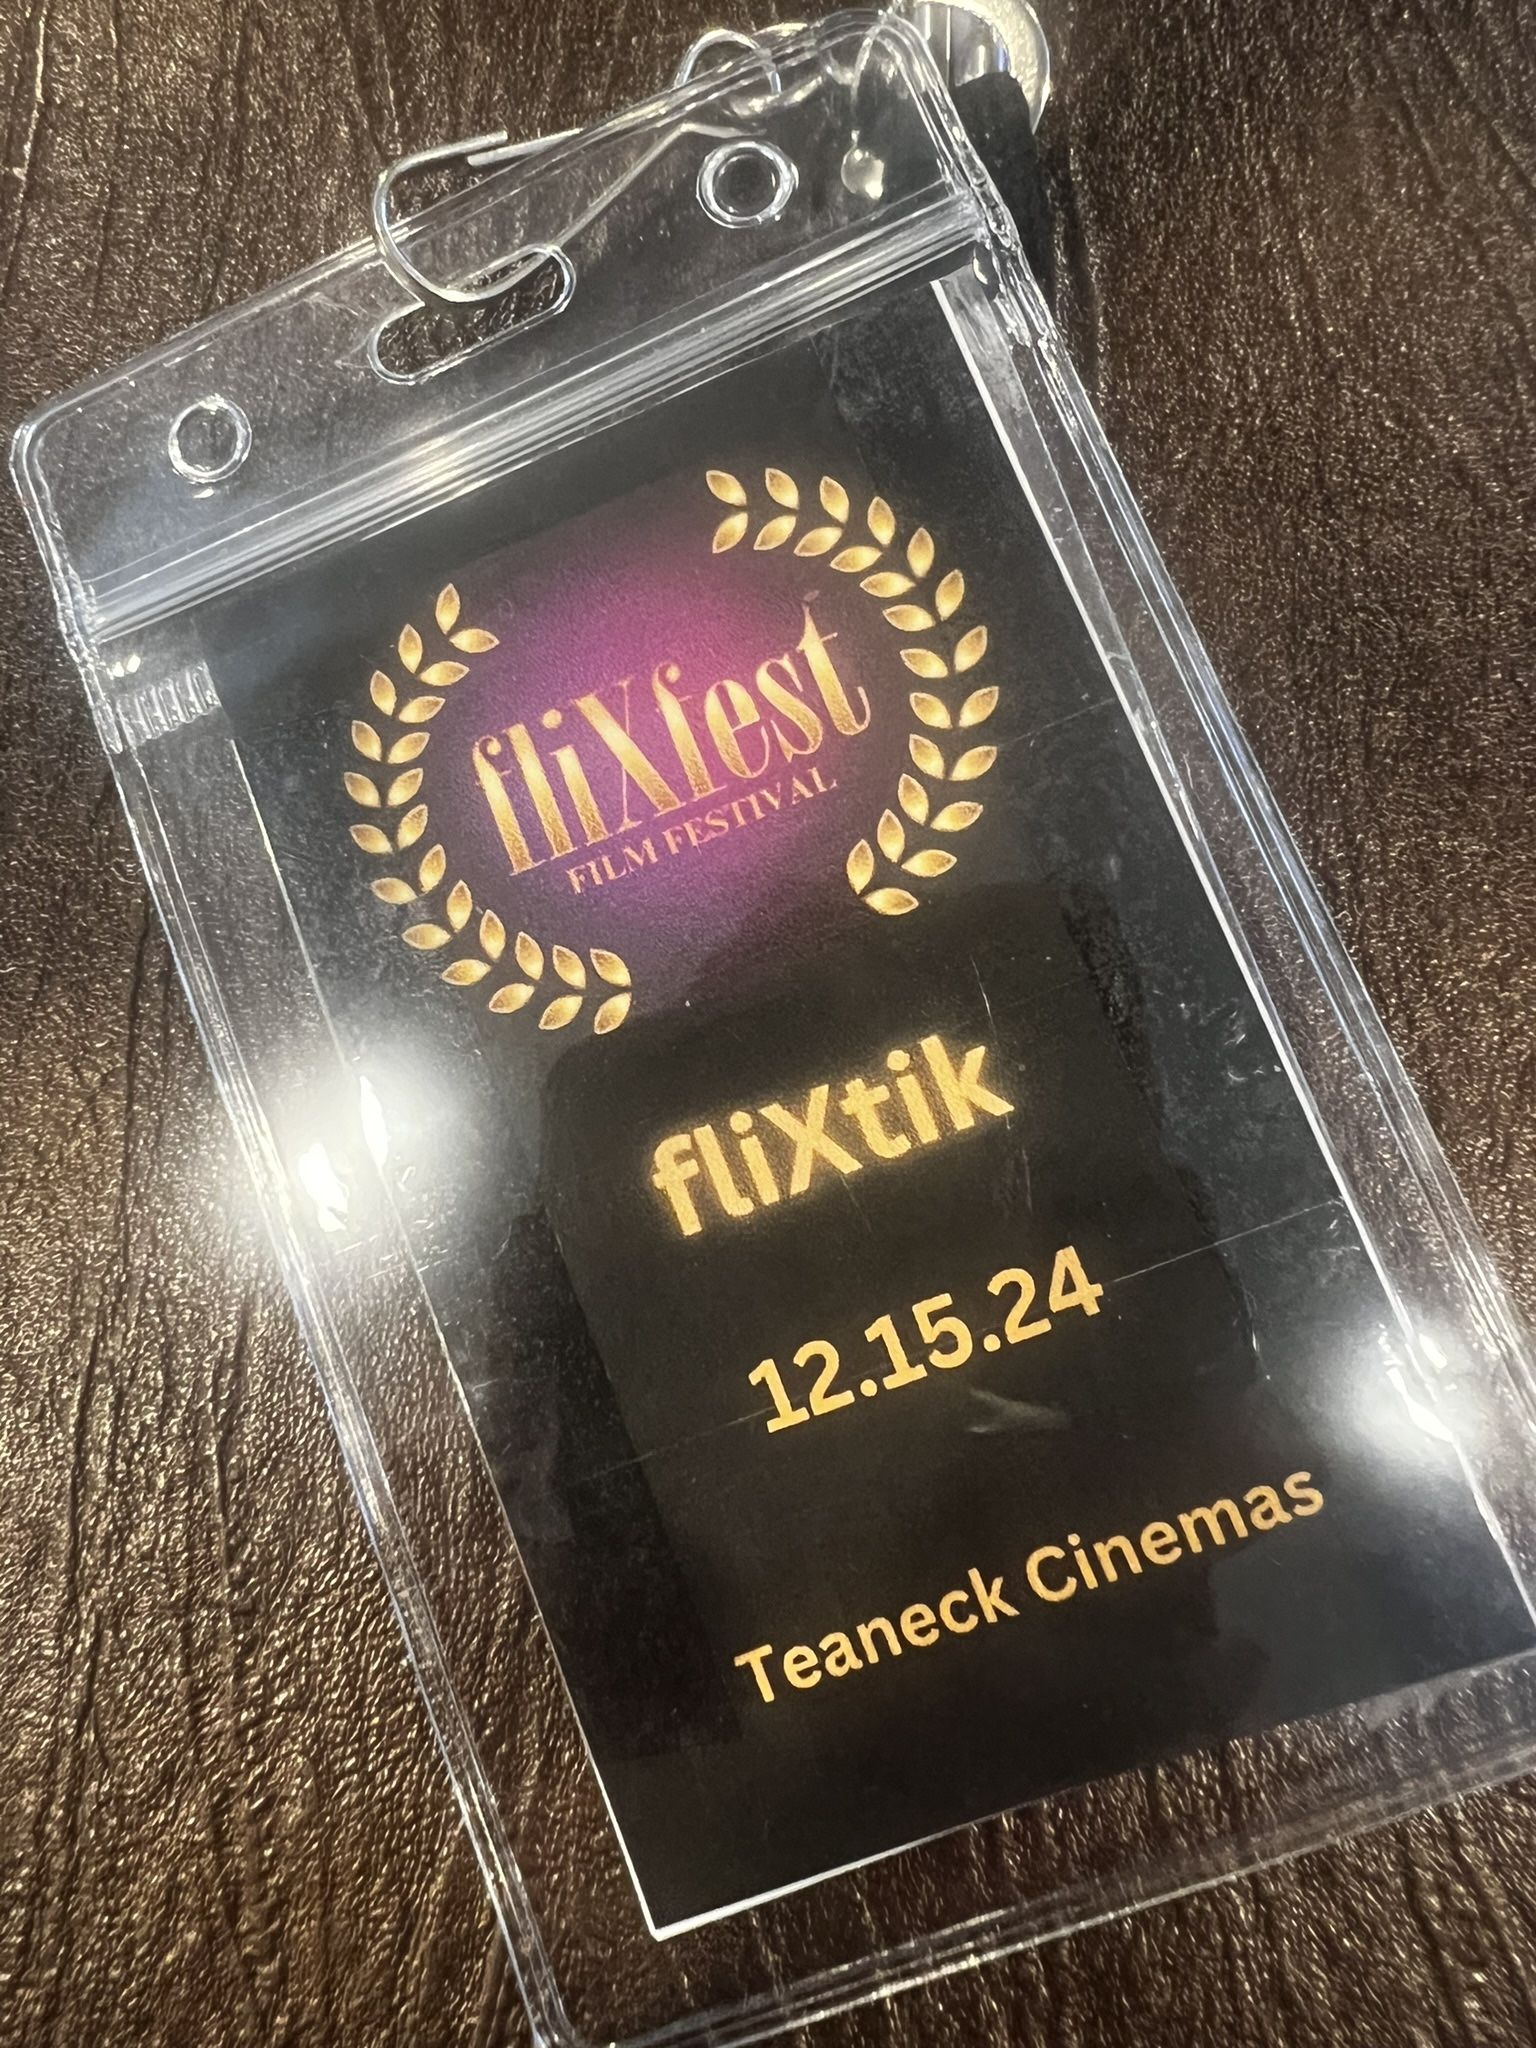 fliXfest
FILM FESTIVAL
fliXtik
12.15.24
Teaneck Cinemas